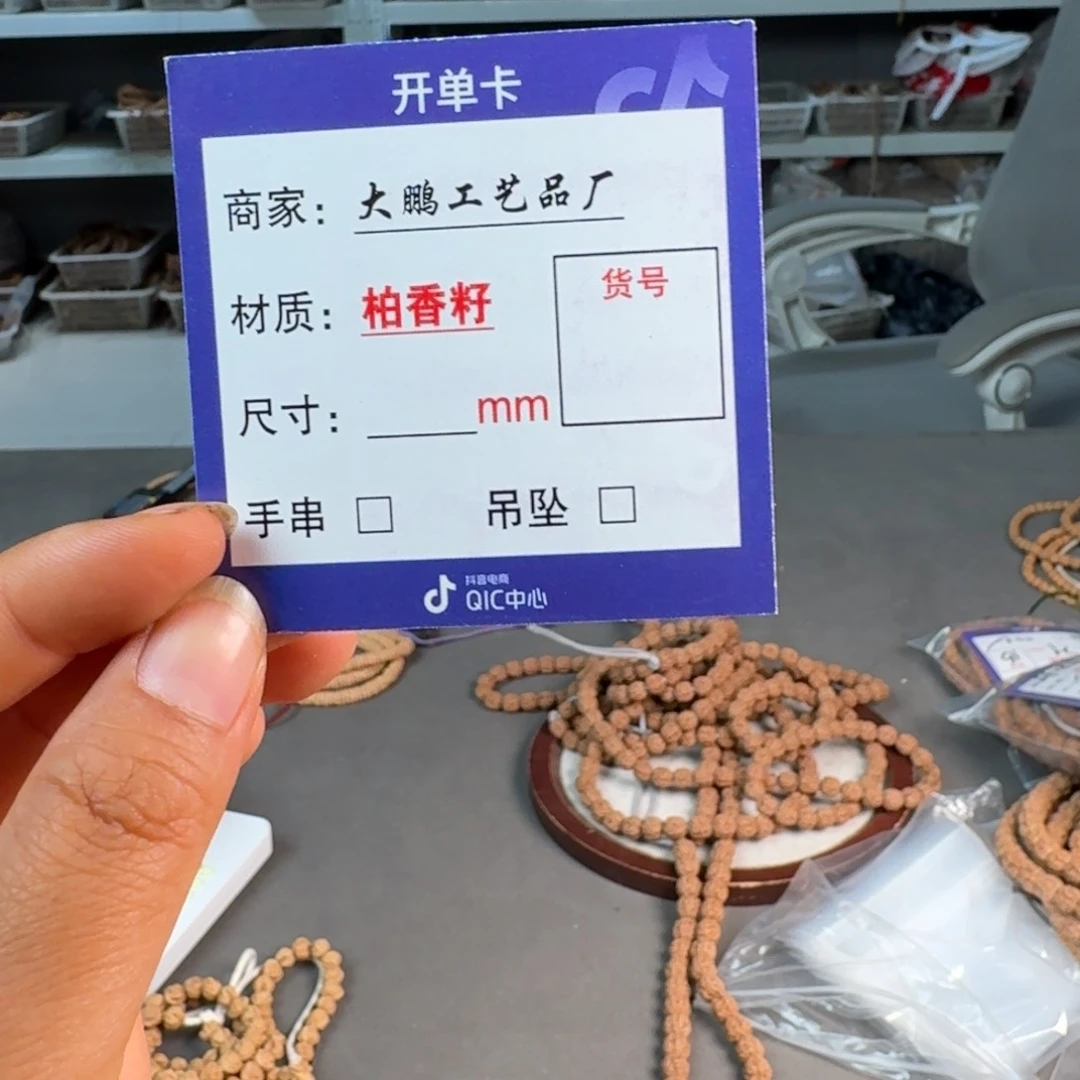 开单卡
商家：大鹏工艺品厂
材质：柏香籽
货号
尺寸：____mm
手串 □ 吊坠 □
抖音电商
QIC中心